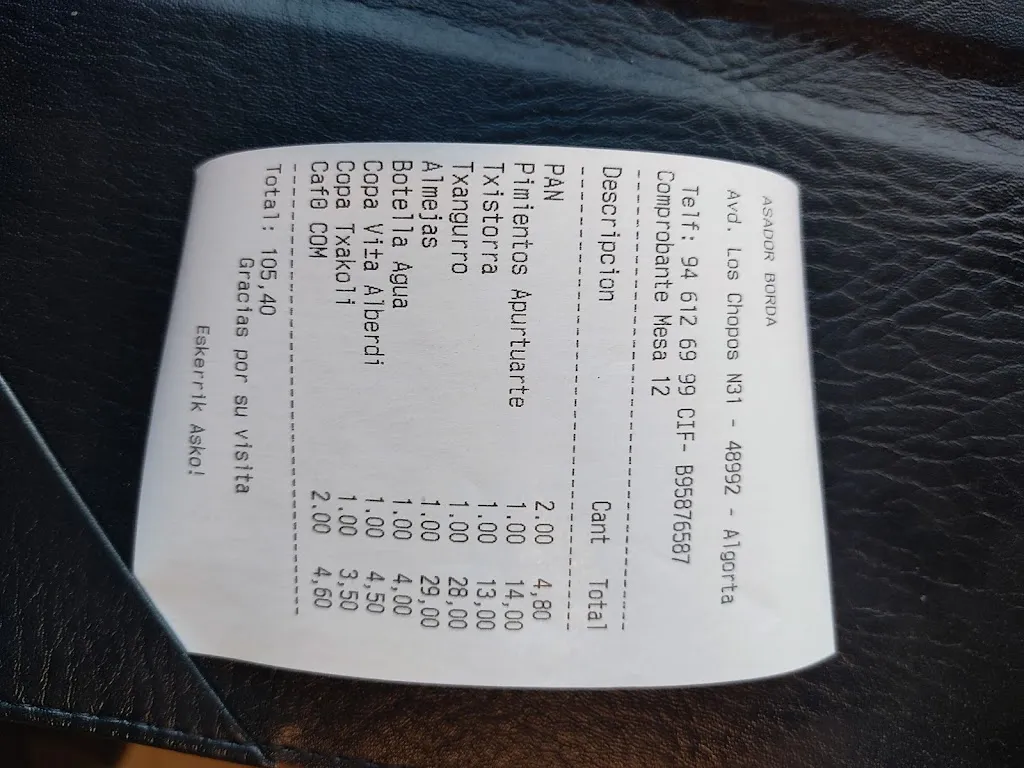 ASADOR BORDA
Avd. Los Chopos N31 - 48992 - Algorta
Telf: 94 612 69 99 CIF- B95876587
Comprobante Mesa 12
Descripcion Cant Total
PAN 2.00 4,80
Pimientos Apurtuarte 1.00 14,00
Txistorra 1.00 13,00
Txangurro 1.00 28,00
Almejas 1.00 29,00
Botella Agua 1.00 4,00
Copa Vita Alberdi 1.00 4,50
Copa Txakoli 1.00 3,50
Caf0 COM 2.00 4,60
Total: 105,40
Gracias por su visita
Eskerrik Asko!